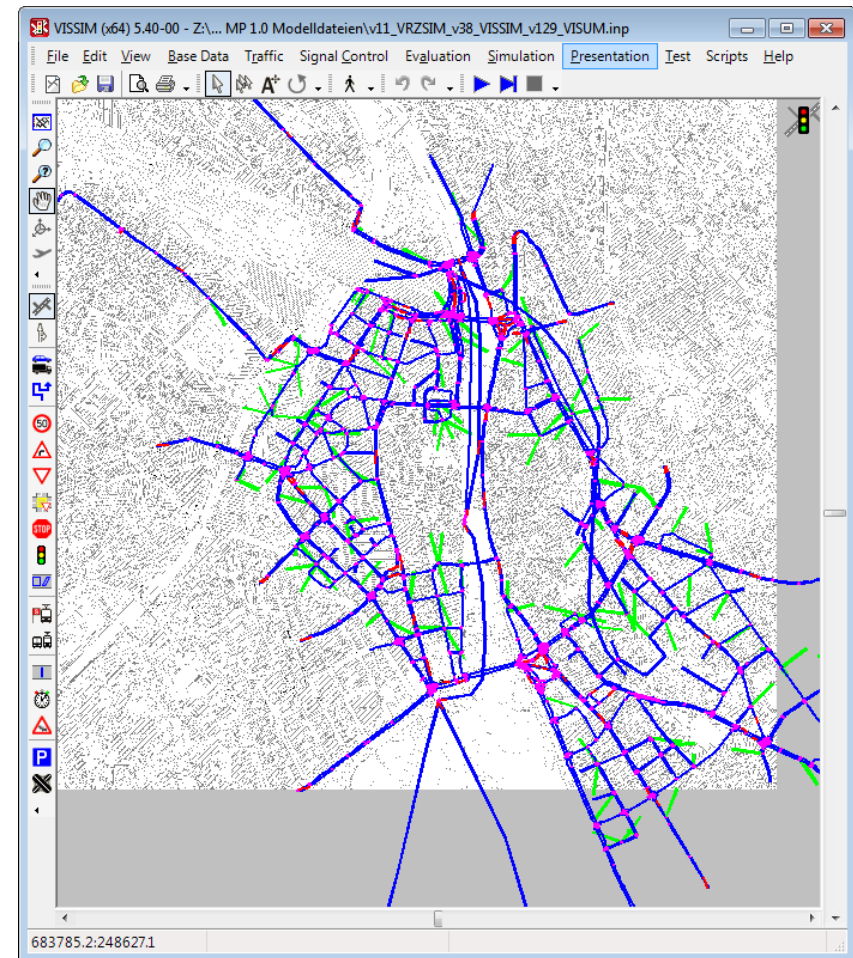 VISSIM (x64) 5.40-00 - Z:\... MP 1.0 Modelldateien\v11_VRZSIM_v38_VISSIM_v129_VISUM.inp
File Edit View Base Data Traffic Signal Control Evaluation Simulation Presentation Test Scripts Help
A+
50
STOP
P
683785.2:248627.1